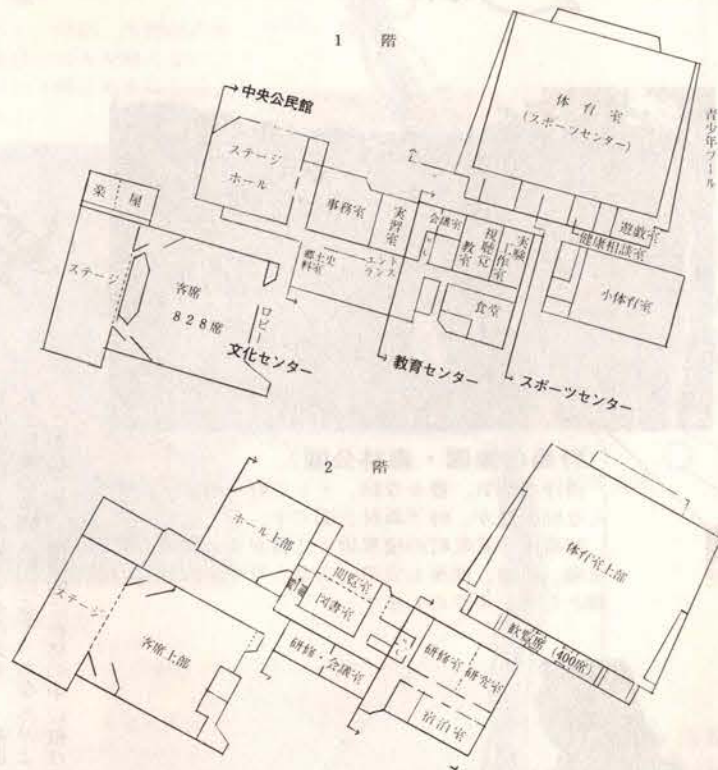 1 階
中央公民館
ステージ
ホール
楽屋
ステージ
客席
828席
ロビー
文化センター
事務室
実習室
郷土史
料室
エント
ランス
会議室
視聴覚
教室
実験
工作室
食堂
教育センター
スポーツセンター
体育室
(スポーツセンター)
青少年プール
遊戯室
健康相談室
小体育室
2 階
ホール上部
ステージ
客席上部
閲覧室
図書室
研修・会議室
研修室
研究室
宿泊室
体育室上部
観覧席(400席)